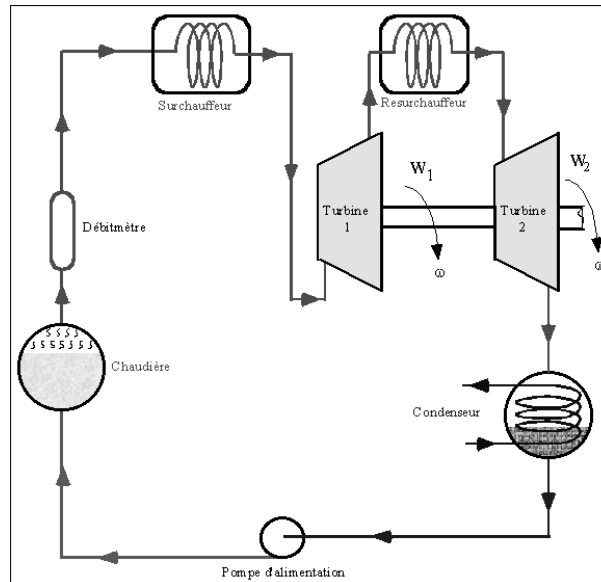 Surchauffeur
Resurchauffeur
W1
W2
Turbine
1
Turbine
2
ω
ω
Débitmètre
Chaudière
Condenseur
Pompe d'alimentation